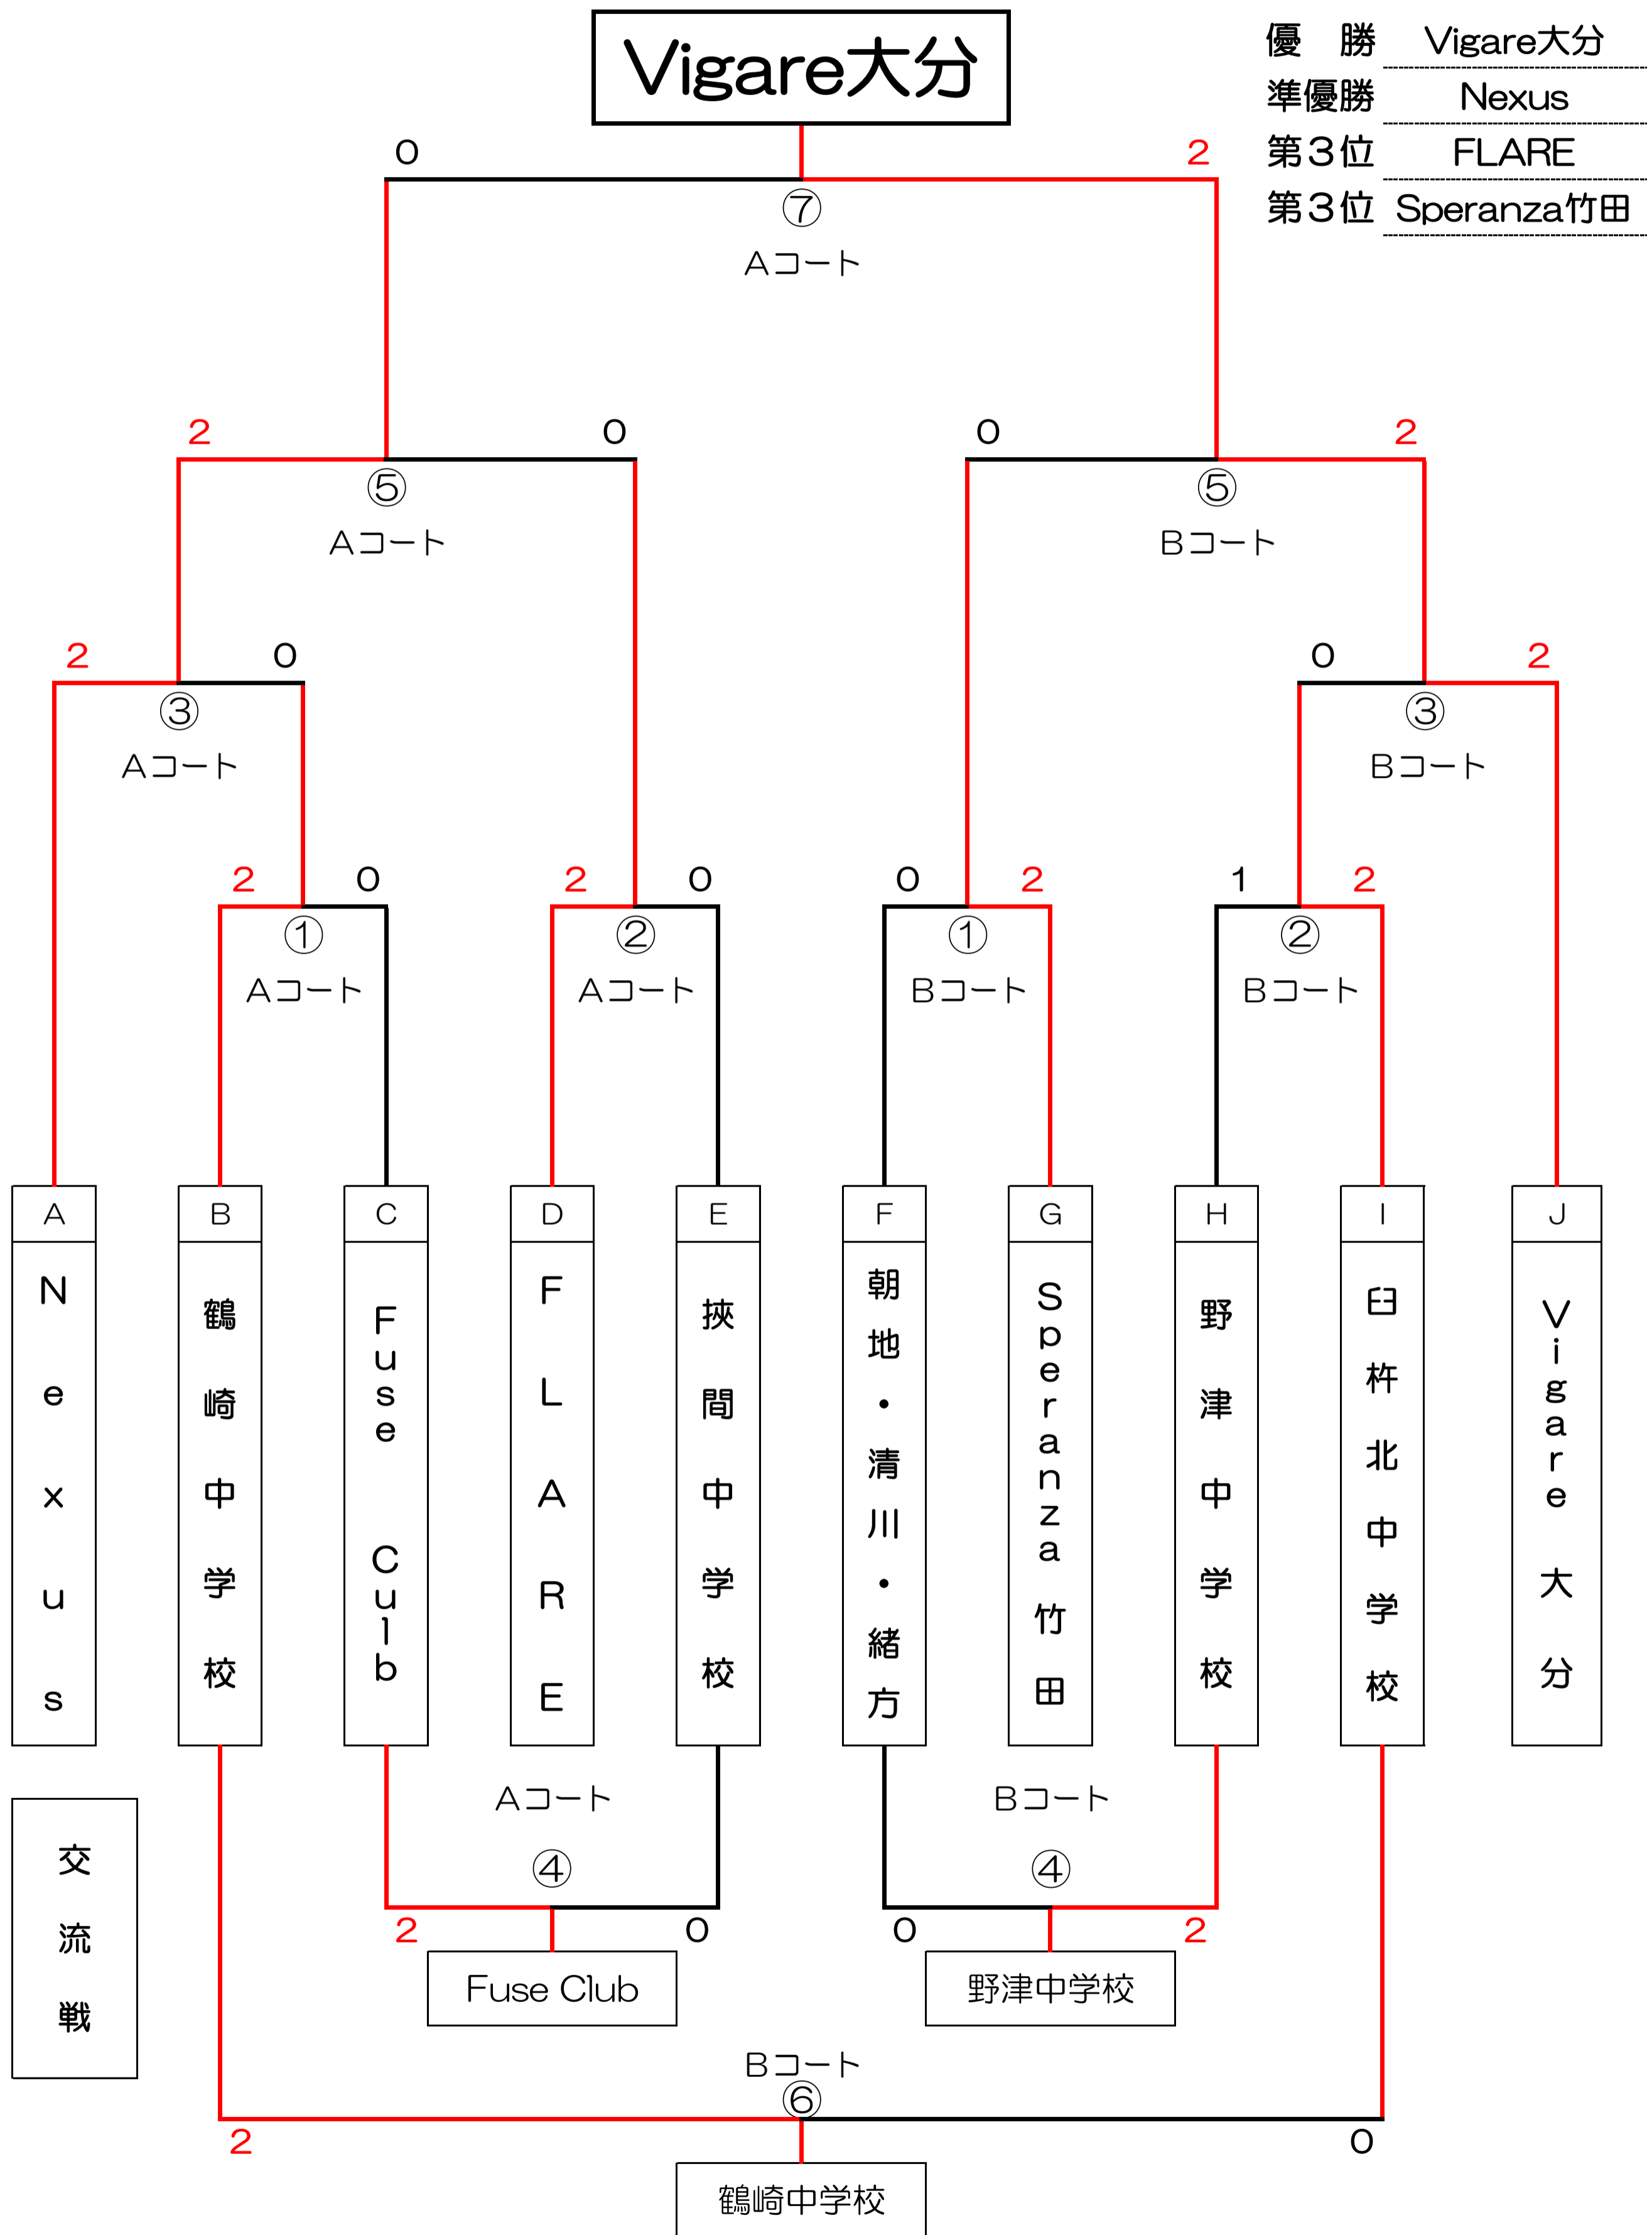 Vigare大分
優　勝　Vigare大分
準優勝　Nexus
第3位　FLARE
第3位　Speranza竹田
0　2
⑦
Aコート
2　0　0　2
⑤　⑤
Aコート　Bコート
2　0　0　2
③　③
Aコート　Bコート
2　0　2　0　0　2　1　2
①　②　①　②
Aコート　Aコート　Bコート　Bコート
A　B　C　D　E　F　G　H　I　J
Nexus
鶴崎中学校
Fuse Culb
FLARE
挾間中学校
朝地・清川・緒方
Speranza竹田
野津中学校
臼杵北中学校
Vigare大分
交流戦
Aコート　Bコート
④　④
2　0　0　2
Fuse Club　野津中学校
Bコート
⑥
2　0
鶴崎中学校